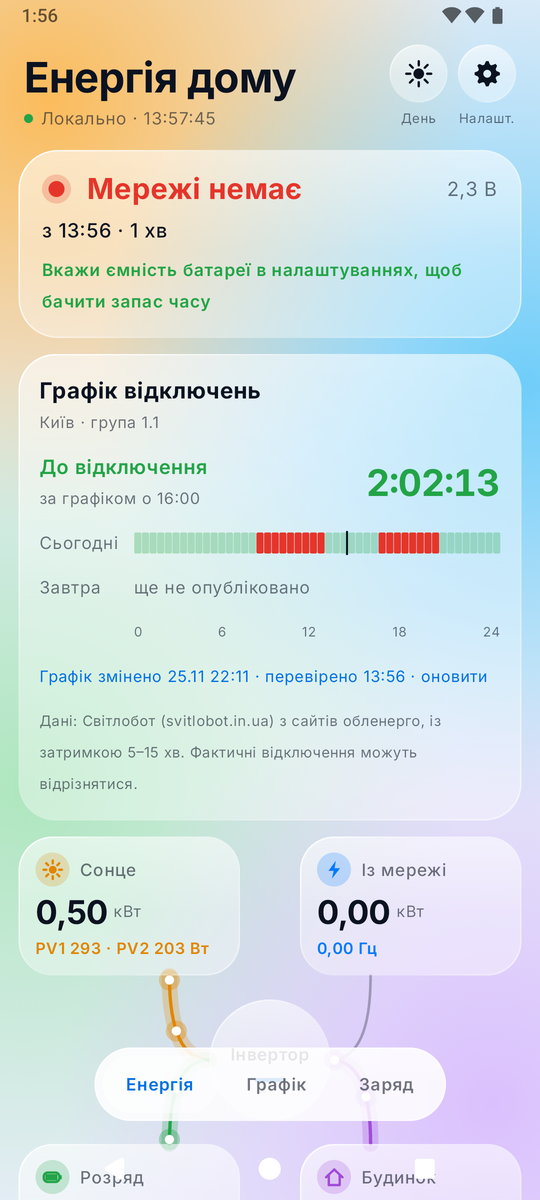 1:56
Енергія дому
Локально · 13:57:45
День
Налашт.
Мережі немає
2,3 В
з 13:56 · 1 хв
Вкажи ємність батареї в налаштуваннях, щоб
бачити запас часу
Графік відключень
Київ · група 1.1
До відключення
2:02:13
за графіком о 16:00
Сьогодні
Завтра
ще не опубліковано
0 6 12 18 24
Графік змінено 25.11 22:11 · перевірено 13:56 · оновити
Дані: Світлобот (svitlobot.in.ua) з сайтів обленерго, із
затримкою 5–15 хв. Фактичні відключення можуть
відрізнятися.
Сонце
0,50 кВт
PV1 293 · PV2 203 Вт
Із мережі
0,00 кВт
0,00 Гц
Інвертор
Енергія
Графік
Заряд
Розряд
Будинок